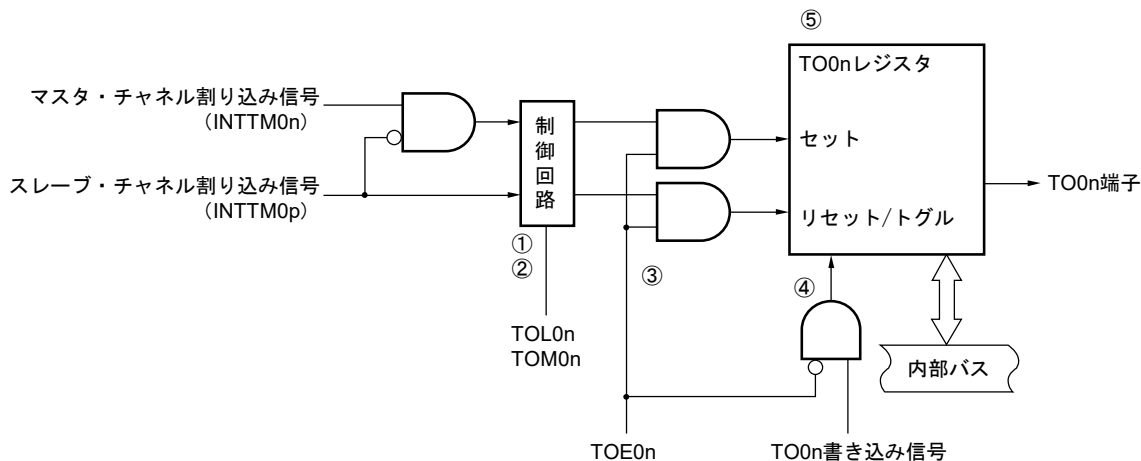 ⑤
TO0nレジスタ
マスタ・チャネル割り込み信号
（INTTM0n）
制御回路
セット
スレーブ・チャネル割り込み信号
（INTTM0p）
TO0n端子
リセット/トグル
①
②
③
④
TOL0n
TOM0n
内部バス
TOE0n
TO0n書き込み信号